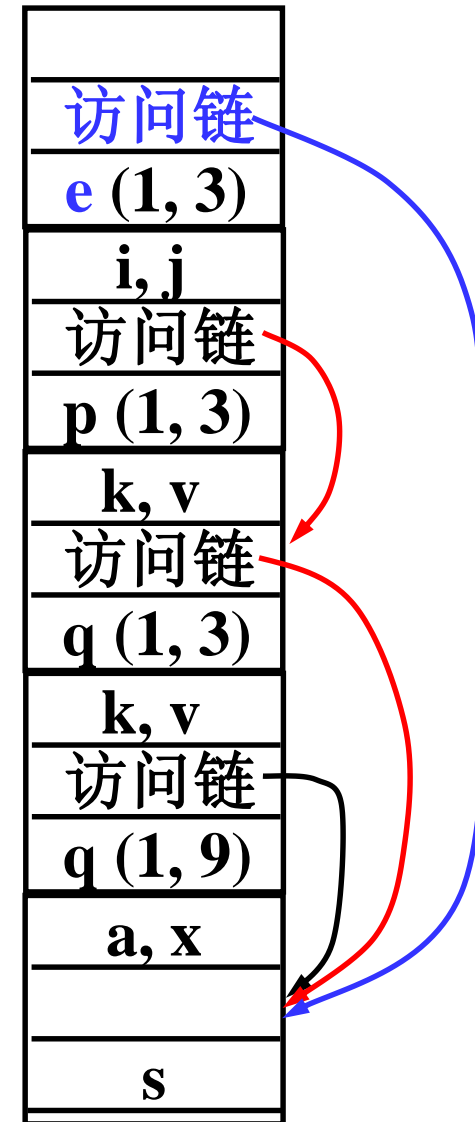 访问链
e (1, 3)
i, j
访问链
p (1, 3)
k, v
访问链
q (1, 3)
k, v
访问链
q (1, 9)
a, x
s